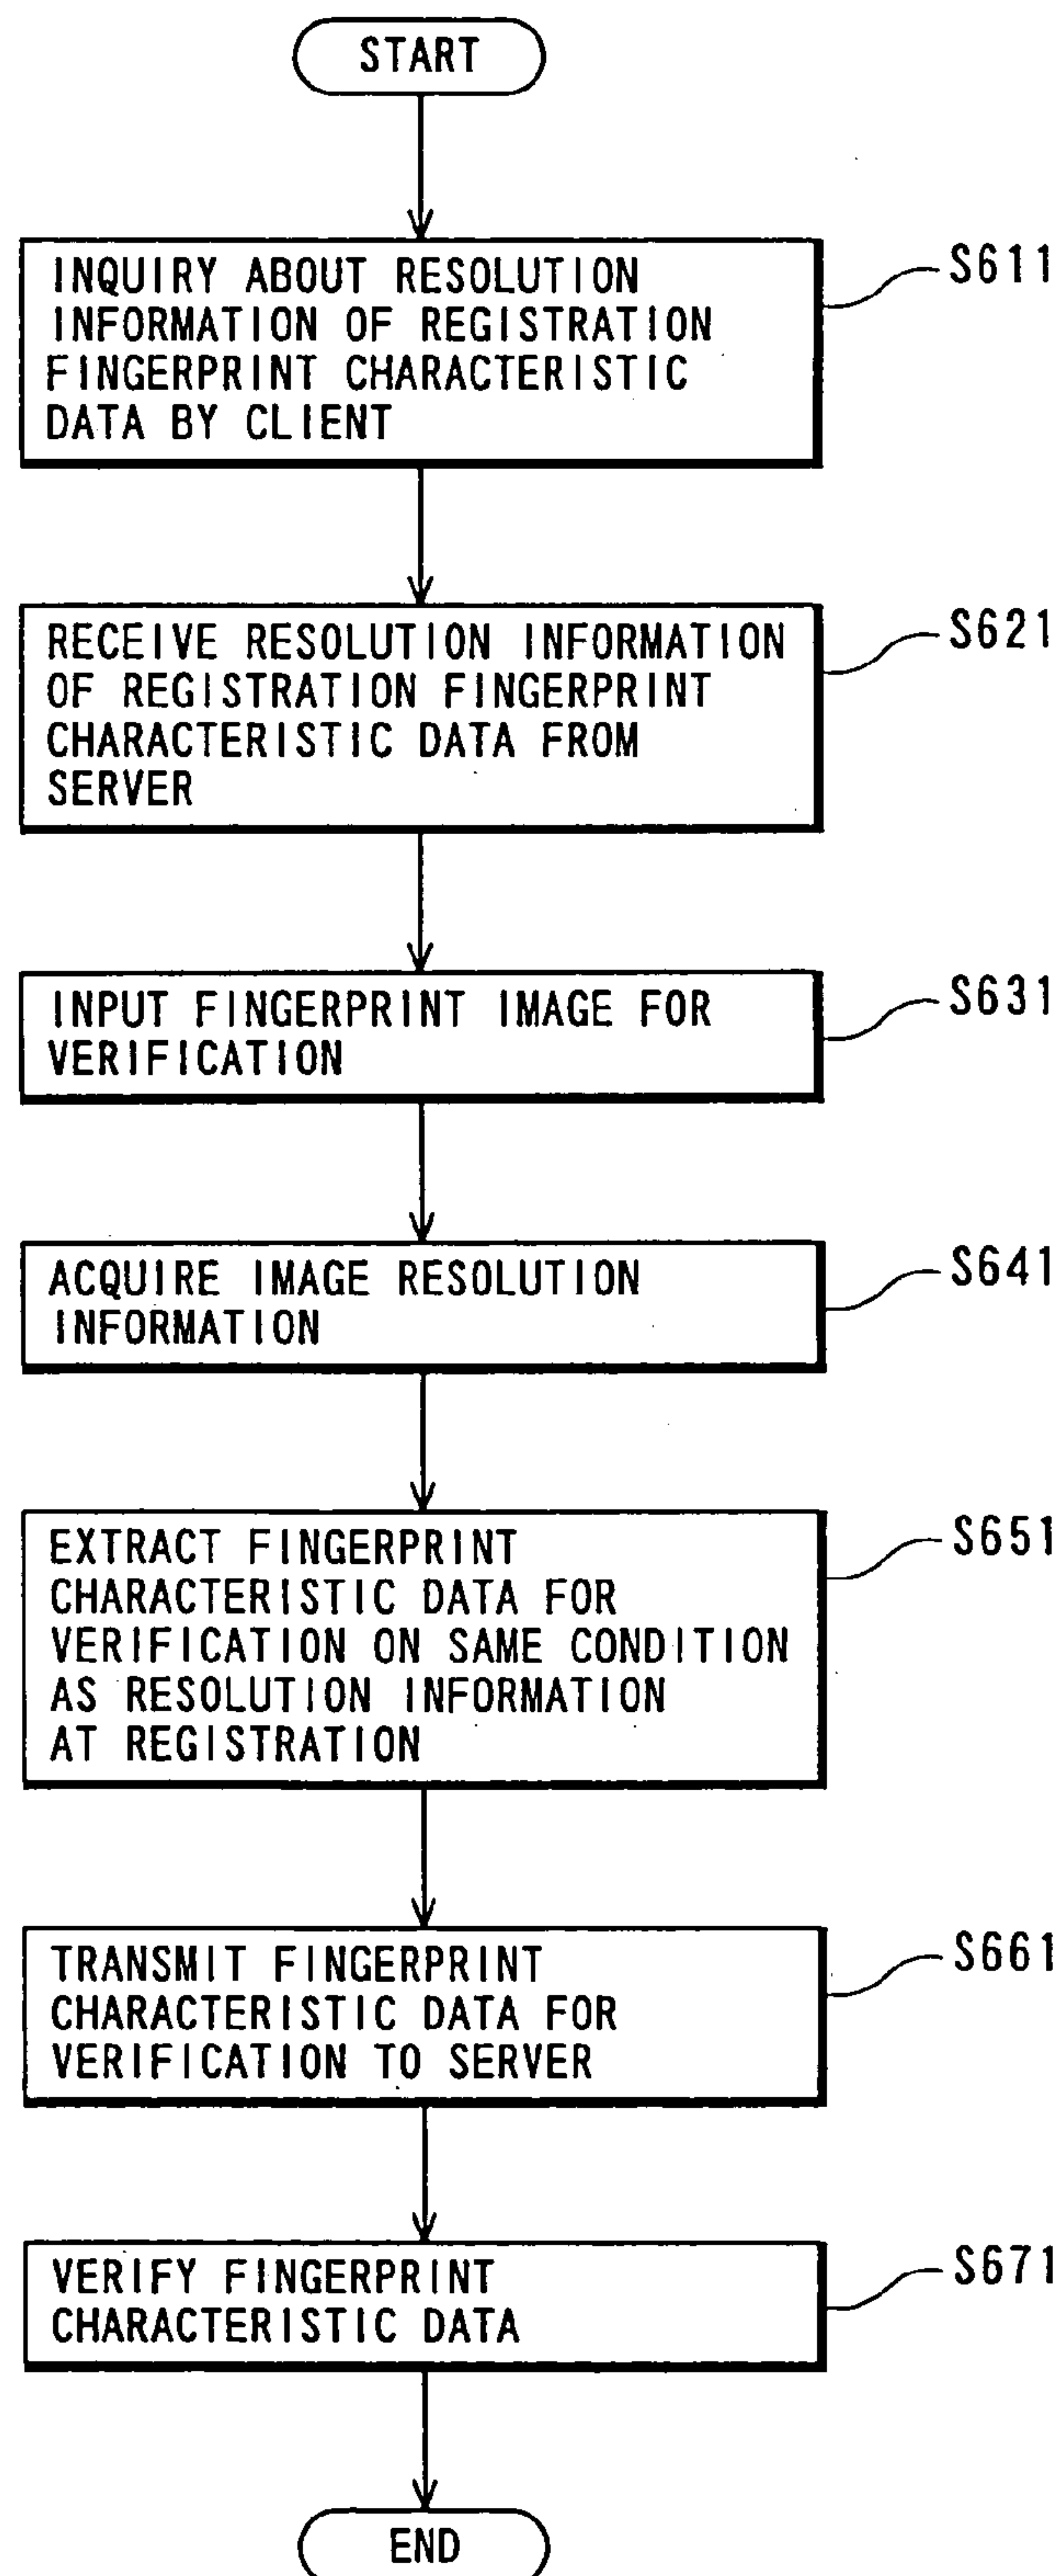 START
INQUIRY ABOUT RESOLUTION
INFORMATION OF REGISTRATION
FINGERPRINT CHARACTERISTIC
DATA BY CLIENT
S611
RECEIVE RESOLUTION INFORMATION
OF REGISTRATION FINGERPRINT
CHARACTERISTIC DATA FROM
SERVER
S621
INPUT FINGERPRINT IMAGE FOR
VERIFICATION
S631
ACQUIRE IMAGE RESOLUTION
INFORMATION
S641
EXTRACT FINGERPRINT
CHARACTERISTIC DATA FOR
VERIFICATION ON SAME CONDITION
AS RESOLUTION INFORMATION
AT REGISTRATION
S651
TRANSMIT FINGERPRINT
CHARACTERISTIC DATA FOR
VERIFICATION TO SERVER
S661
VERIFY FINGERPRINT
CHARACTERISTIC DATA
S671
END